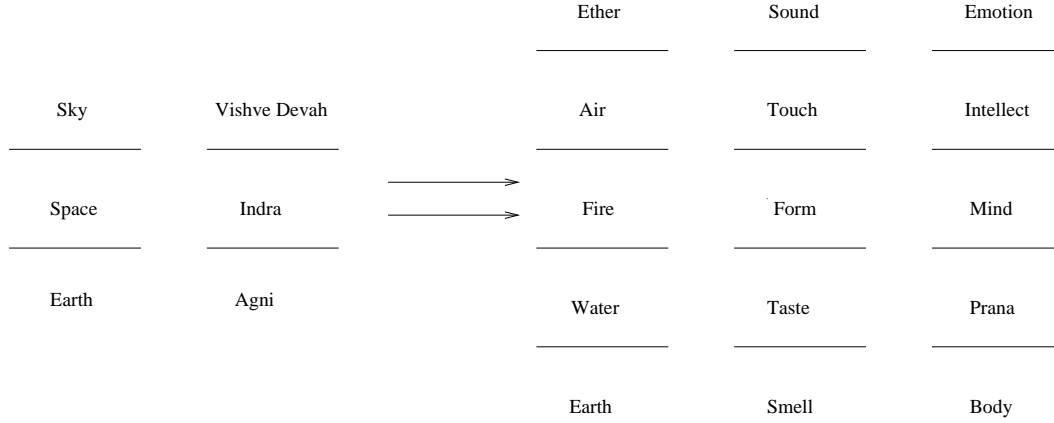 Ether Sound Emotion
Sky Vishve Devah Air Touch Intellect
Space Indra Fire Form Mind
Earth Agni Water Taste Prana
Earth Smell Body